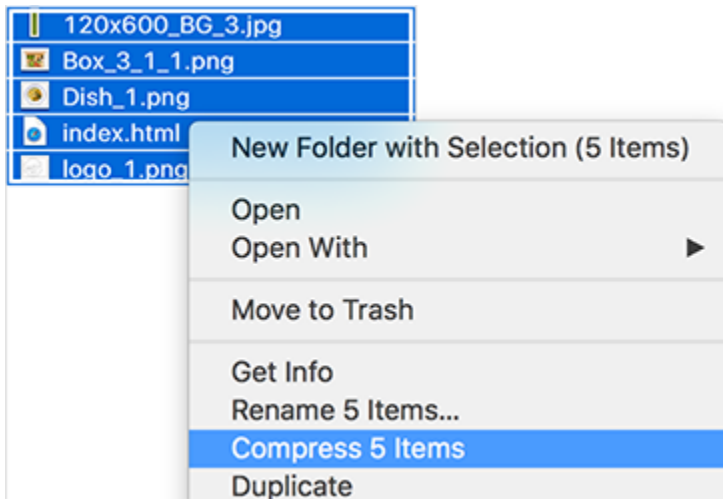 120x600_BG_3.jpg
Box_3_1_1.png
Dish_1.png
index.html
logo_1.png
New Folder with Selection (5 Items)
Open
Open With
Move to Trash
Get Info
Rename 5 Items...
Compress 5 Items
Duplicate